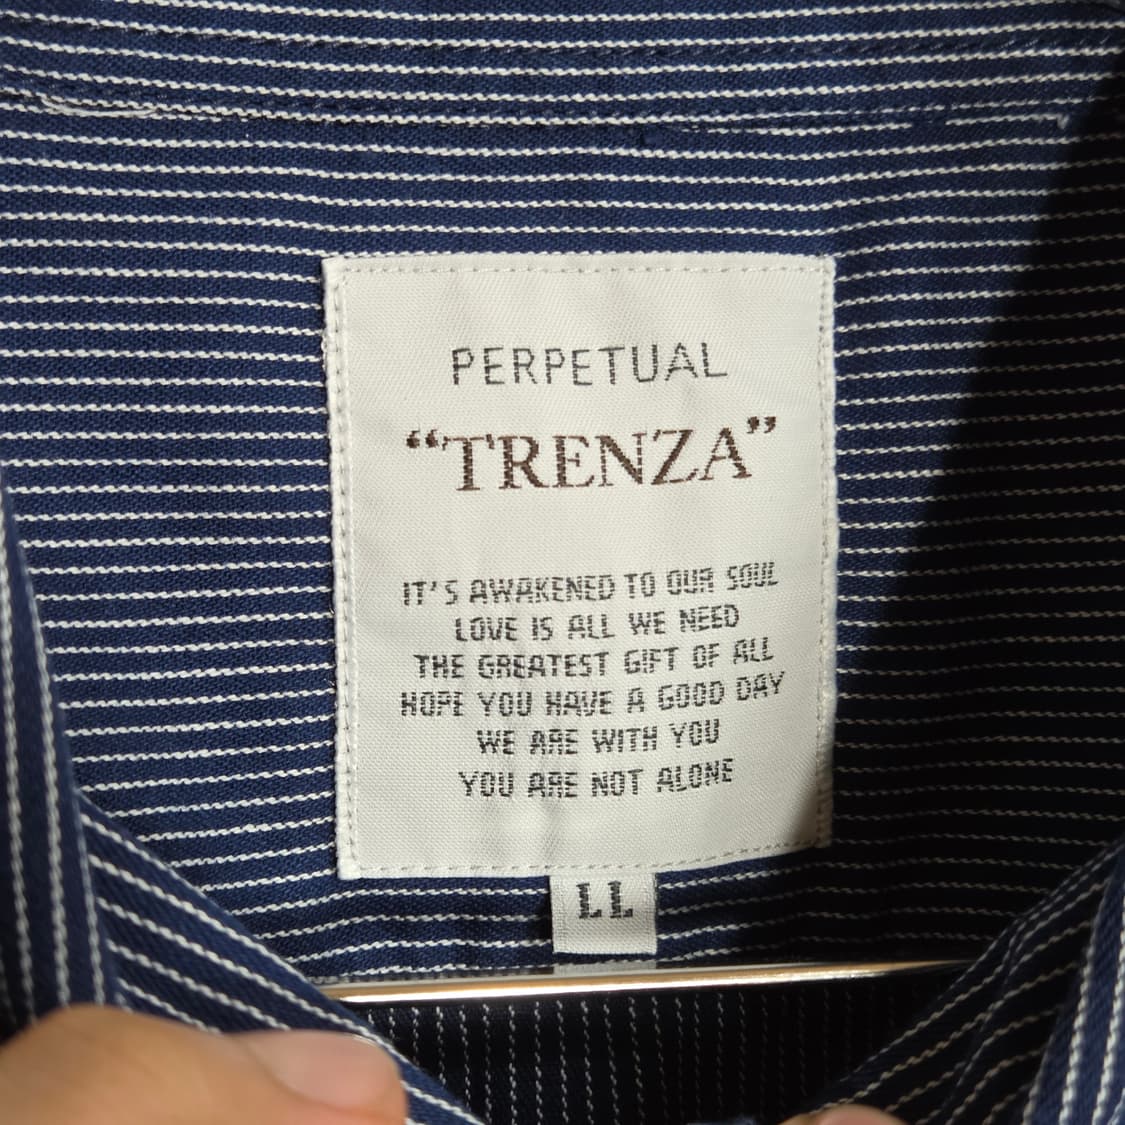 PERPETUAL
“TRENZA”
IT'S AWAKENED TO OUR SOUL
LOVE IS ALL WE NEED
THE GREATEST GIFT OF ALL
HOPE YOU HAVE A GOOD DAY
WE ARE WITH YOU
YOU ARE NOT ALONE
LL